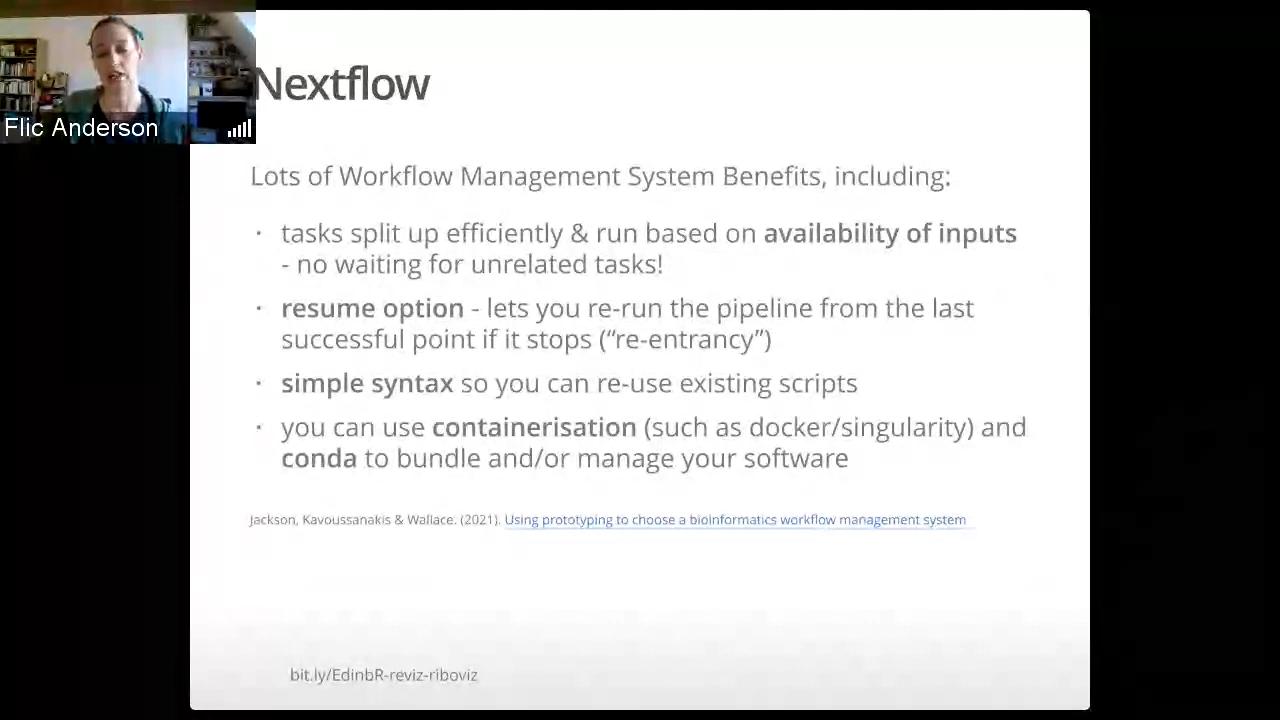 Nextflow
Flic Anderson
Lots of Workflow Management System Benefits, including:
· tasks split up efficiently & run based on availability of inputs
- no waiting for unrelated tasks!
· resume option - lets you re-run the pipeline from the last
successful point if it stops (“re-entrancy”)
· simple syntax so you can re-use existing scripts
· you can use containerisation (such as docker/singularity) and
conda to bundle and/or manage your software
Jackson, Kavoussanakis & Wallace. (2021). Using prototyping to choose a bioinformatics workflow management system
bit.ly/EdinbR-reviz-riboviz